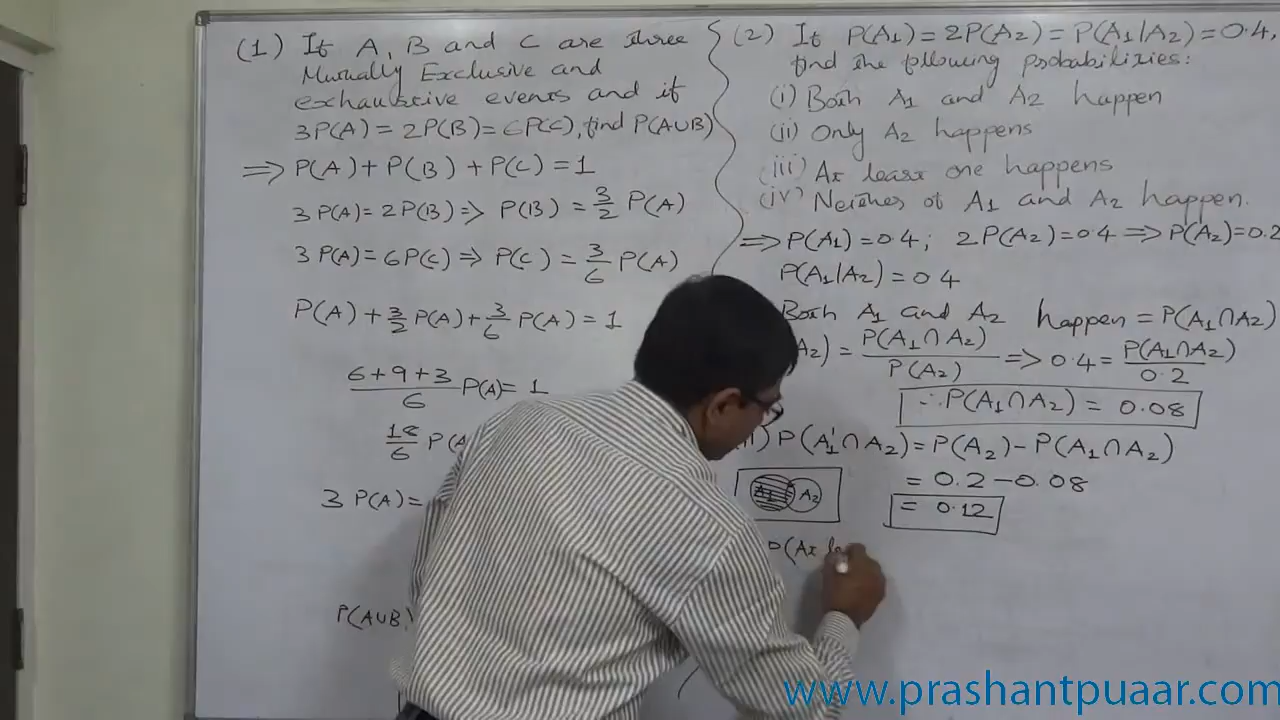 (1) If A, B and C are three
Mutually Exclusive and
exhaustive events and if
3P(A) = 2P(B) = 6P(C), find P(A∪B)
⇒ P(A) + P(B) + P(C) = 1
3P(A) = 2P(B) ⇒ P(B) = 3/2 P(A)
3P(A) = 6P(C) ⇒ P(C) = 3/6 P(A)
P(A) + 3/2 P(A) + 3/6 P(A) = 1
6+9+3/6 P(A) = 1
18/6 P(A
3 P(A) =
P(A∪B)
(2) If P(A1) = 2P(A2) = P(A1|A2) = 0.4,
find the following probabilities:
(i) Both A1 and A2 happen
(ii) Only A2 happens
(iii) At least one happens
(iv) Neither of A1 and A2 happen.
⇒ P(A1) = 0.4; 2P(A2) = 0.4 ⇒ P(A2) = 0.2
P(A1|A2) = 0.4
Both A1 and A2 happen = P(A1∩A2)
A2) = P(A1∩A2)/P(A2) ⇒ 0.4 = P(A1∩A2)/0.2
∴ P(A1∩A2) = 0.08
i) P(A1'∩A2) = P(A2) − P(A1∩A2)
= 0.2 − 0.08
A1 A2
= 0.12
P(At le
www.prashantpuaar.com